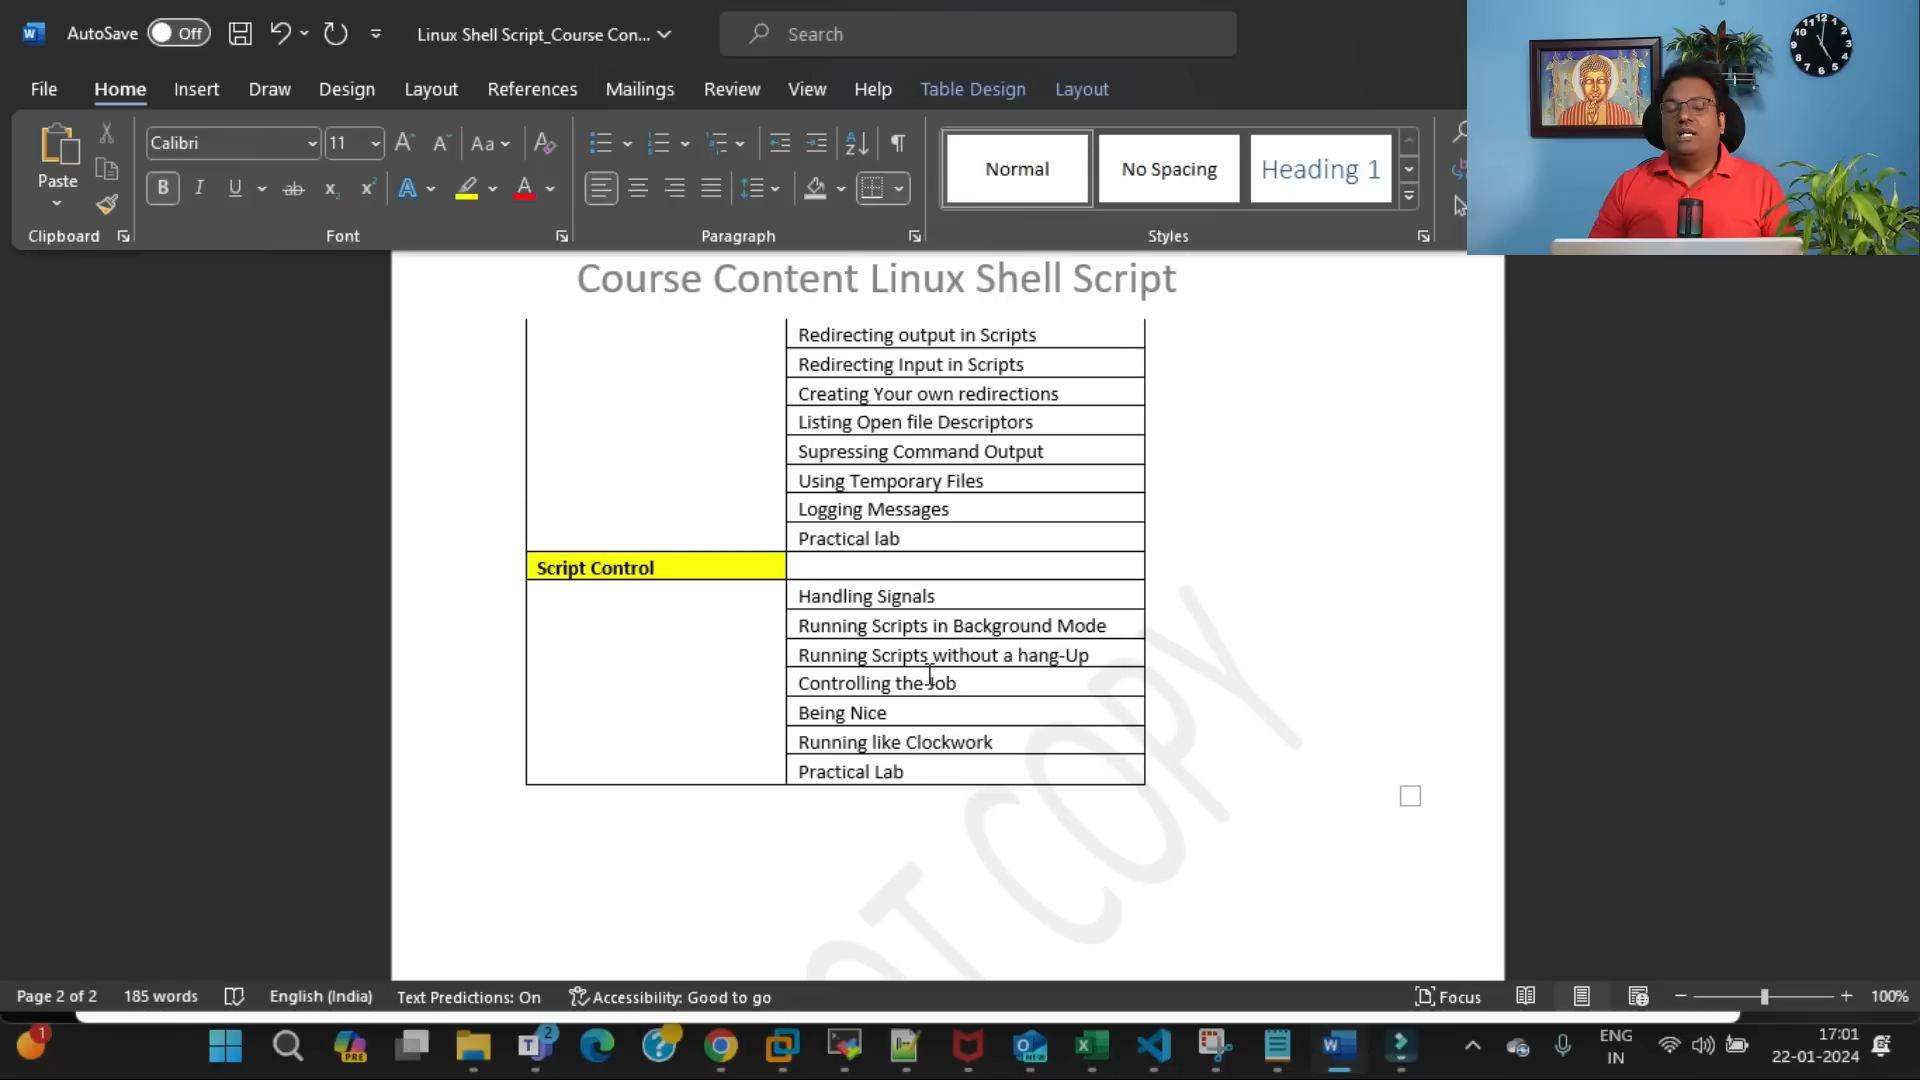 AutoSave Off Linux Shell Script_Course Con... Search
File Home Insert Draw Design Layout References Mailings Review View Help Table Design Layout
Paste
Clipboard
Calibri 11
Font
Paragraph
Normal No Spacing Heading 1
Styles
Course Content Linux Shell Script
Redirecting output in Scripts
Redirecting Input in Scripts
Creating Your own redirections
Listing Open file Descriptors
Supressing Command Output
Using Temporary Files
Logging Messages
Practical lab
Script Control
Handling Signals
Running Scripts in Background Mode
Running Scripts without a hang-Up
Controlling the Job
Being Nice
Running like Clockwork
Practical Lab
COPY
Page 2 of 2 185 words English (India) Text Predictions: On Accessibility: Good to go Focus 100%
ENG
IN
17:01
22-01-2024